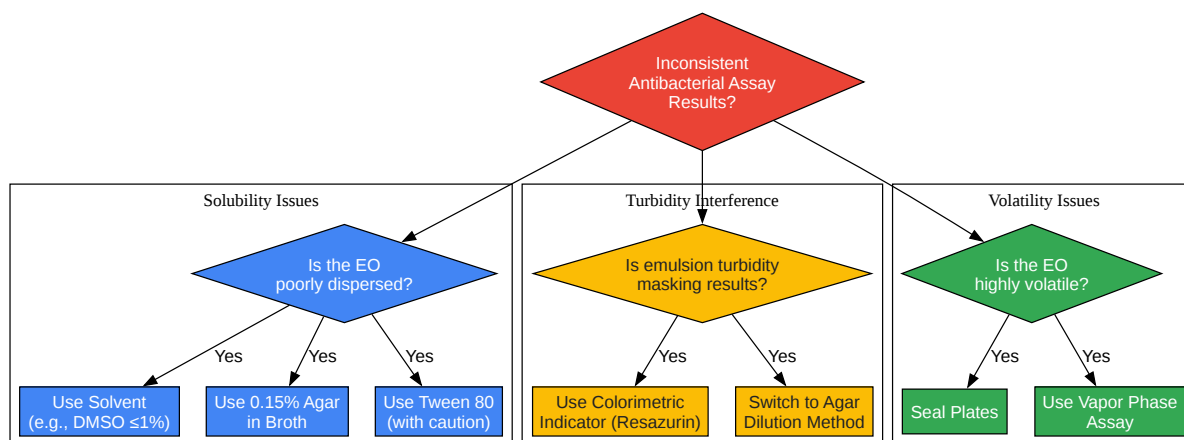 Inconsistent
Antibacterial Assay
Results?
Solubility Issues
Turbidity Interference
Volatility Issues
Is the EO
poorly dispersed?
Is emulsion turbidity
masking results?
Is the EO
highly volatile?
Yes
Yes
Yes
Yes
Yes
Yes
Yes
Use Solvent
(e.g., DMSO ≤1%)
Use 0.15% Agar
in Broth
Use Tween 80
(with caution)
Use Colorimetric
Indicator (Resazurin)
Switch to Agar
Dilution Method
Seal Plates
Use Vapor Phase
Assay